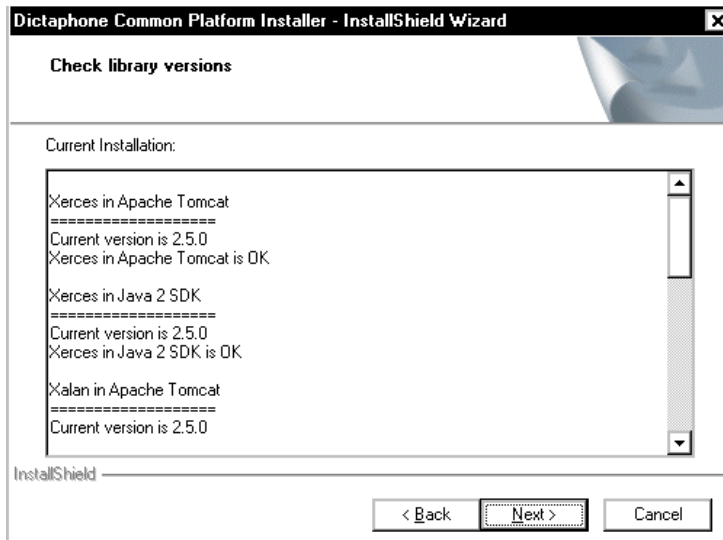 Dictaphone Common Platform Installer - InstallShield Wizard
Check library versions
Current Installation:
Xerces in Apache Tomcat
===================
Current version is 2.5.0
Xerces in Apache Tomcat is OK
Xerces in Java 2 SDK
===================
Current version is 2.5.0
Xerces in Java 2 SDK is OK
Xalan in Apache Tomcat
===================
Current version is 2.5.0
InstallShield
< Back Next > Cancel